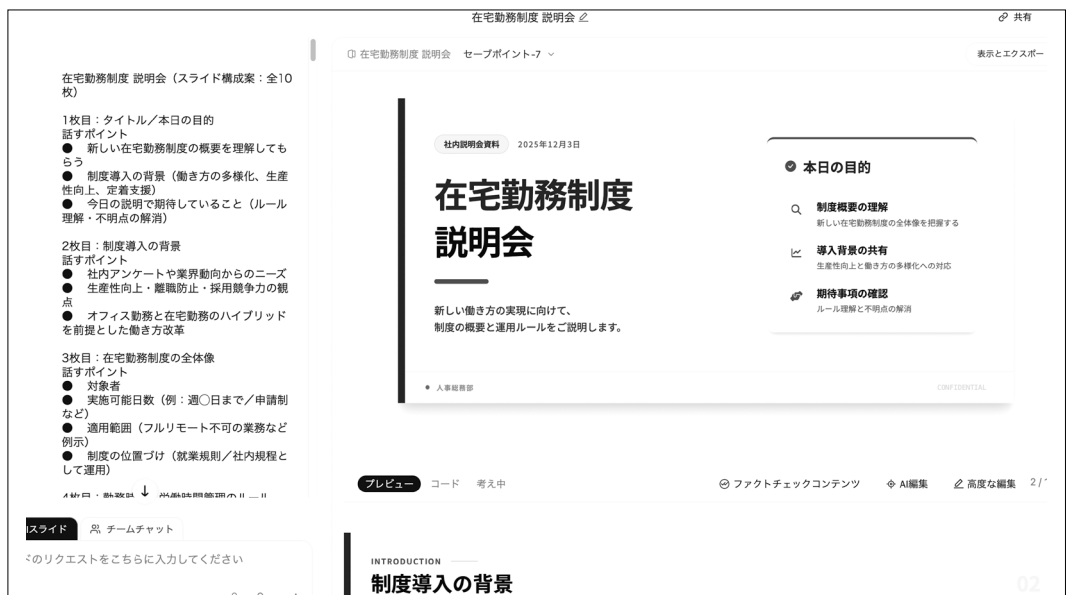 在宅勤務制度 説明会
共有
在宅勤務制度 説明会（スライド構成案：全10
枚）
1枚目：タイトル／本日の目的
話すポイント
● 新しい在宅勤務制度の概要を理解しても
らう
● 制度導入の背景（働き方の多様化、生産
性向上、定着支援）
● 今日の説明で期待していること（ルール
理解・不明点の解消）
2枚目：制度導入の背景
話すポイント
● 社内アンケートや業界動向からのニーズ
● 生産性向上・離職防止・採用競争力の観
点
● オフィス勤務と在宅勤務のハイブリッド
を前提とした働き方改革
3枚目：在宅勤務制度の全体像
話すポイント
● 対象者
● 実施可能日数（例：週◯日まで／申請制
など）
● 適用範囲（フルリモート不可の業務など
例示）
● 制度の位置づけ（就業規則／社内規程と
して運用）
スライド
チームチャット
のリクエストをこちらに入力してください
在宅勤務制度 説明会 セーブポイント-7
表示とエクスポー
社内説明会資料 2025年12月3日
在宅勤務制度
説明会
新しい働き方の実現に向けて、
制度の概要と運用ルールをご説明します。
本日の目的
制度概要の理解
新しい在宅勤務制度の全体像を把握する
導入背景の共有
生産性向上と働き方の多様化への対応
期待事項の確認
ルール理解と不明点の解消
● 人事総務部
CONFIDENTIAL
プレビュー コード 考え中
ファクトチェックコンテンツ AI編集 高度な編集 2/
INTRODUCTION
制度導入の背景
02